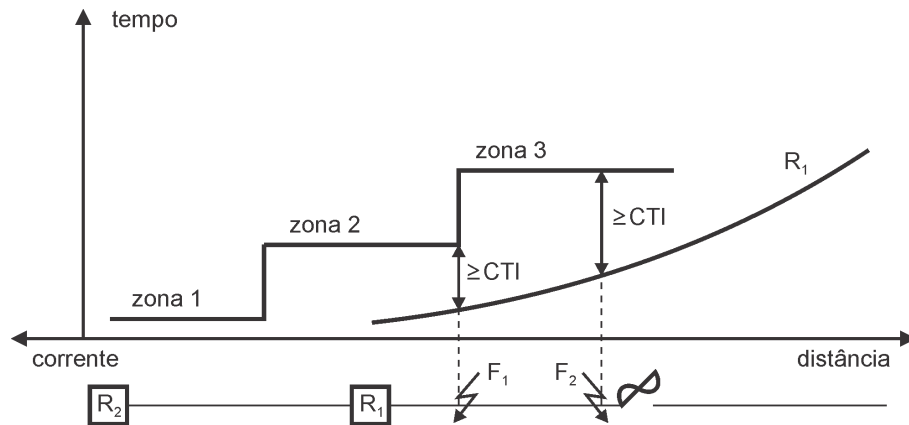 tempo
zona 3
R₁
zona 2
≥CTI
≥CTI
zona 1
corrente
distância
R₂
R₁
F₁
F₂